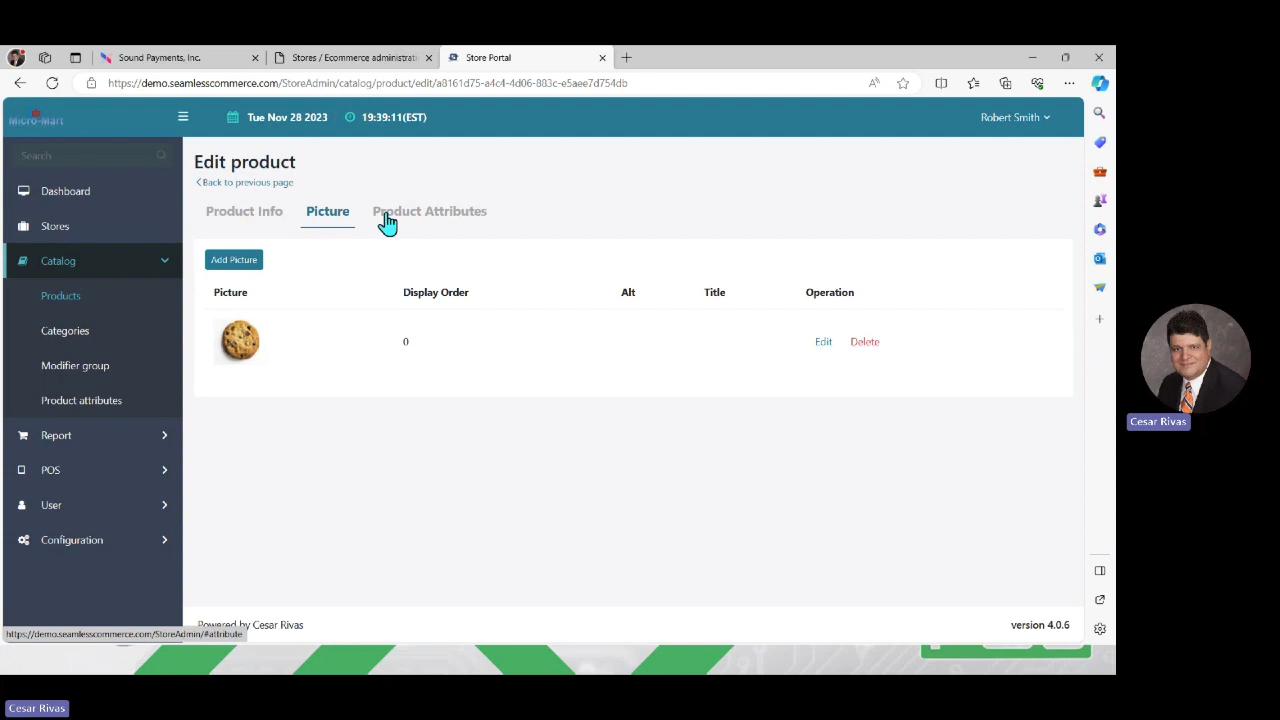 Sound Payments, Inc.
Stores / Ecommerce administrati
Store Portal
https://demo.seamlesscommerce.com/StoreAdmin/catalog/product/edit/a8161d75-a4c4-4d06-883c-e5aee7d754db
Micro-Mart
Tue Nov 28 2023
19:39:11(EST)
Robert Smith
Search
Dashboard
Stores
Catalog
Products
Categories
Modifier group
Product attributes
Report
POS
User
Configuration
Edit product
Back to previous page
Product Info
Picture
Product Attributes
Add Picture
Picture Display Order Alt Title Operation
0 Edit Delete
Powered by Cesar Rivas
version 4.0.6
https://demo.seamlesscommerce.com/StoreAdmin/#attribute
Cesar Rivas
Cesar Rivas